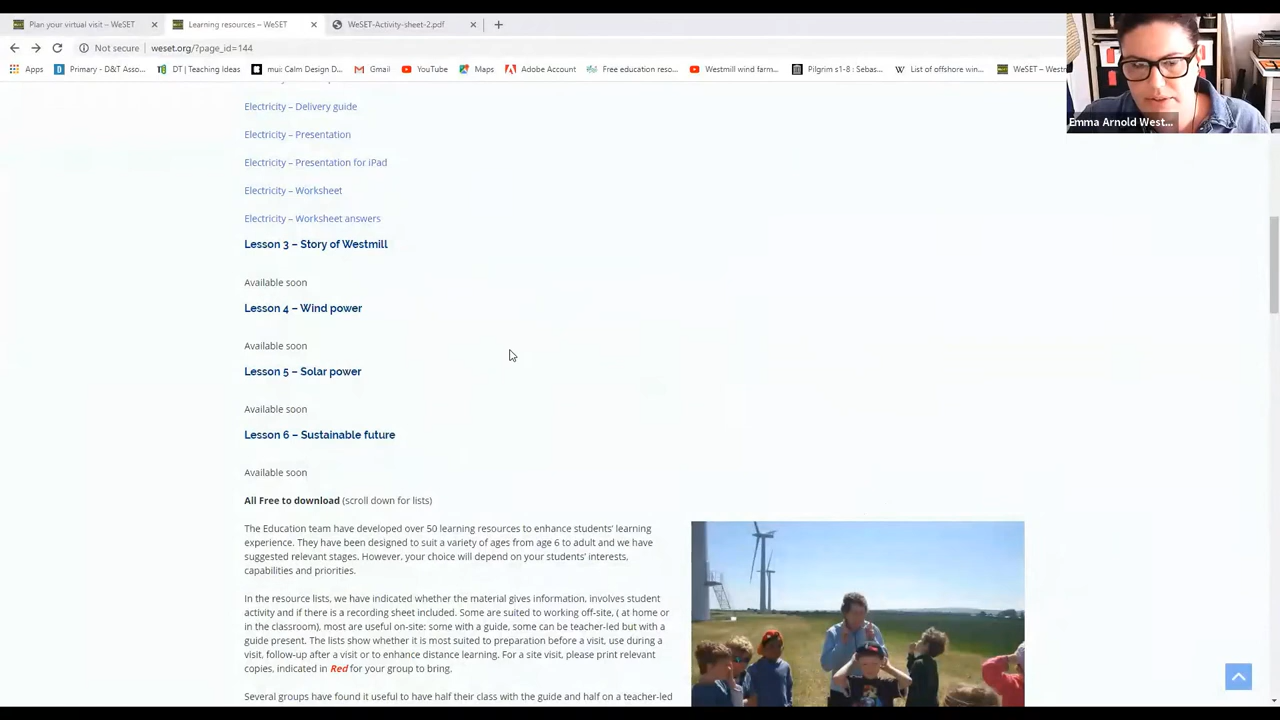 Plan your virtual visit – WeSET
Learning resources – WeSET
WeSET-Activity-sheet-2.pdf
Not secure
weset.org/?page_id=144
Apps
Primary - D&T Asso...
DT | Teaching Ideas
mui: Calm Design D...
Gmail
YouTube
Maps
Adobe Account
Free education reso...
Westmill wind farm...
Pilgrim s1-8 : Sebas...
List of offshore win...
WeSET – Westm
Emma Arnold West...
Electricity – Delivery guide
Electricity – Presentation
Electricity – Presentation for iPad
Electricity – Worksheet
Electricity – Worksheet answers
Lesson 3 – Story of Westmill
Available soon
Lesson 4 – Wind power
Available soon
Lesson 5 – Solar power
Available soon
Lesson 6 – Sustainable future
Available soon
All Free to download (scroll down for lists)
The Education team have developed over 50 learning resources to enhance students' learning
experience. They have been designed to suit a variety of ages from age 6 to adult and we have
suggested relevant stages. However, your choice will depend on your students' interests,
capabilities and priorities.
In the resource lists, we have indicated whether the material gives information, involves student
activity and if there is a recording sheet included. Some are suited to working off-site, ( at home or
in the classroom), most are useful on-site: some with a guide, some can be teacher-led but with a
guide present. The lists show whether it is most suited to preparation before a visit, use during a
visit, follow-up after a visit or to enhance distance learning. For a site visit, please print relevant
copies, indicated in Red for your group to bring.
Several groups have found it useful to have half their class with the guide and half on a teacher-led